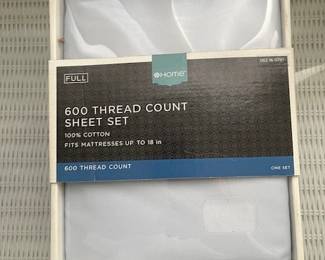 FULL
HOME
600 THREAD COUNT
SHEET SET
100% COTTON
FITS MATTRESSES UP TO 18 in
600 THREAD COUNT
ONE SET